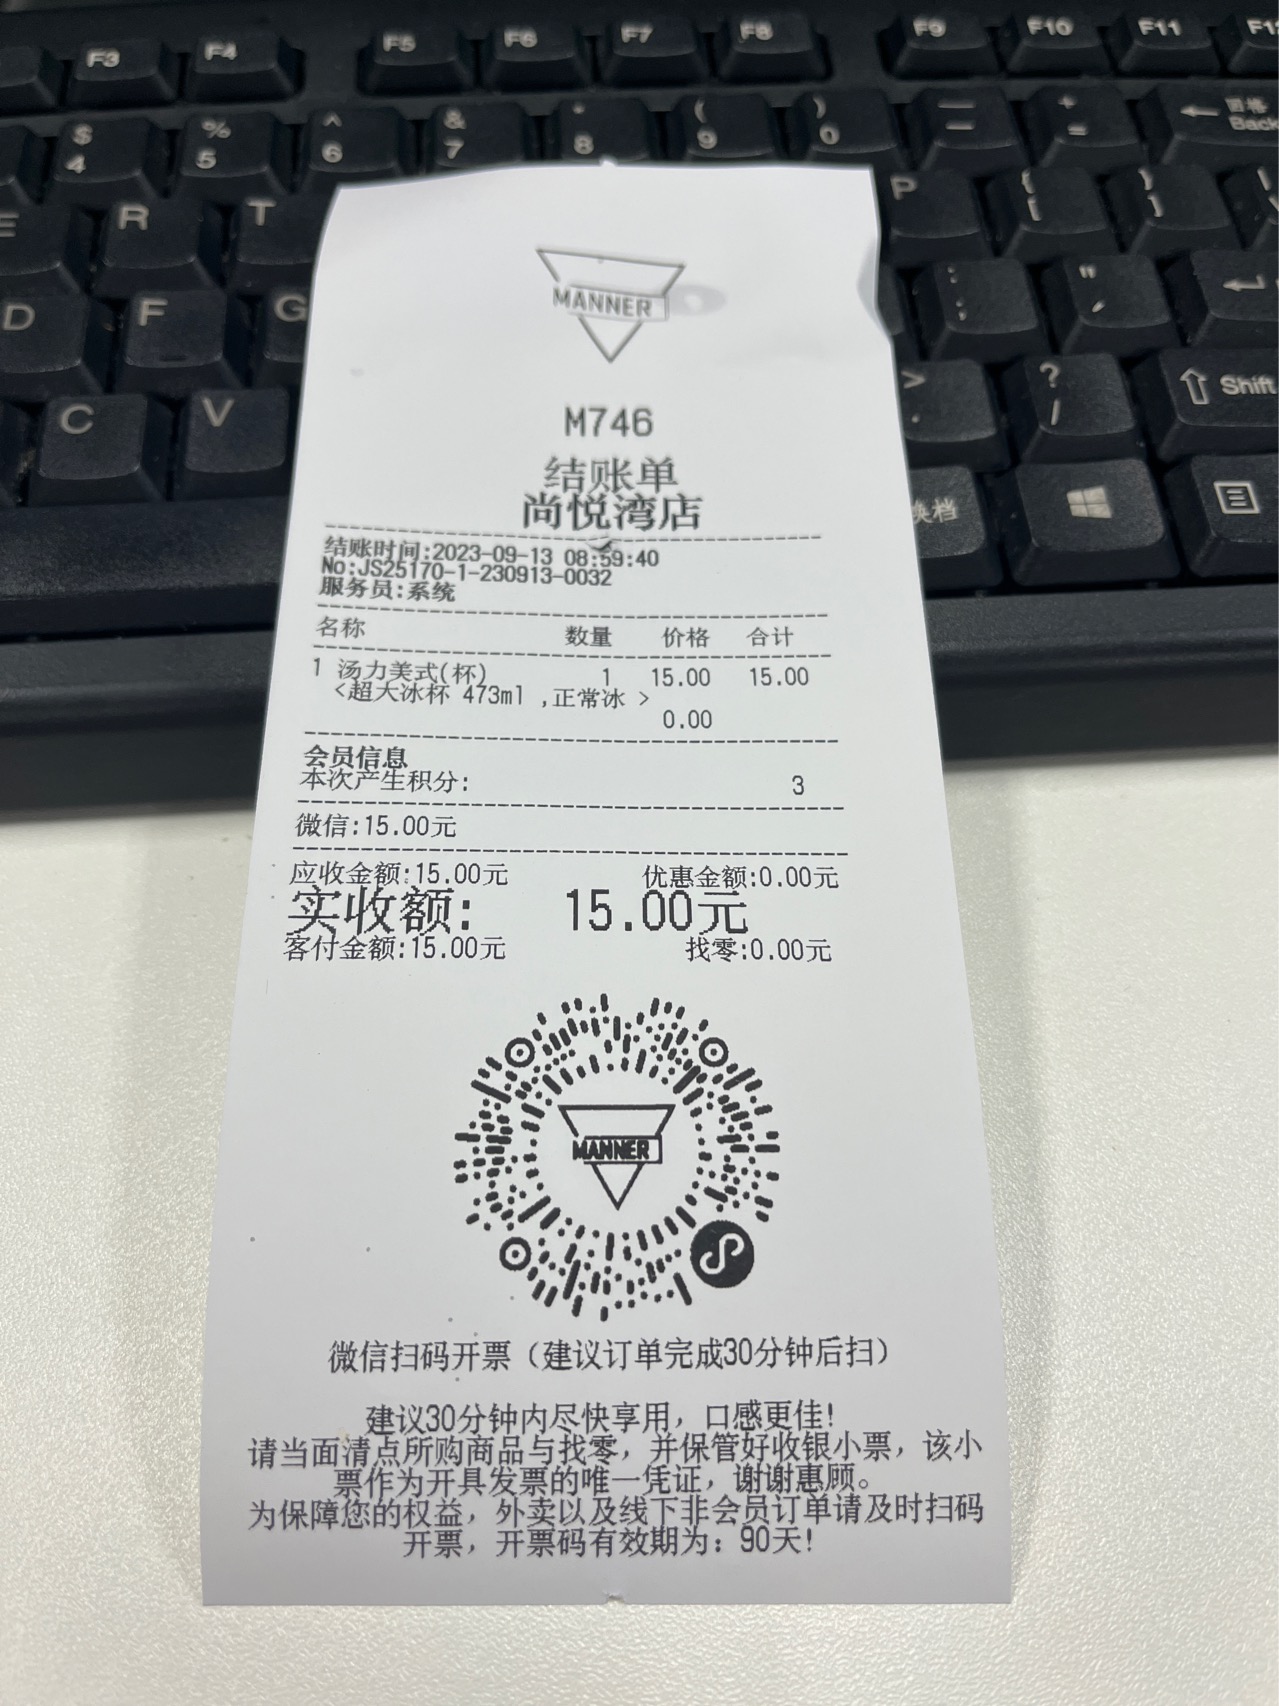 F3 F4 F5 F6 F7 F8 F9 F10 F11
$ 4 % 5 ^ 6 & 7 * 8 ( 9 ) 0 — - + = ← 退格 Back
E R T P { [ } ]
D F G : ; " '
C V > . ? / ⇧ Shift
换档
MANNER
M746
结账单
尚悦湾店
结账时间:2023-09-13 08:59:40
No:JS25170-1-230913-0032
服务员:系统
名称 数量 价格 合计
1 汤力美式(杯) 1 15.00 15.00
<超大冰杯 473ml ,正常冰 >
0.00
会员信息
本次产生积分: 3
微信:15.00元
应收金额:15.00元 优惠金额:0.00元
实收额: 15.00元
客付金额:15.00元 找零:0.00元
MANNER
微信扫码开票（建议订单完成30分钟后扫）
建议30分钟内尽快享用，口感更佳!
请当面清点所购商品与找零，并保管好收银小票，该小
票作为开具发票的唯一凭证，谢谢惠顾。
为保障您的权益，外卖以及线下非会员订单请及时扫码
开票，开票码有效期为：90天!